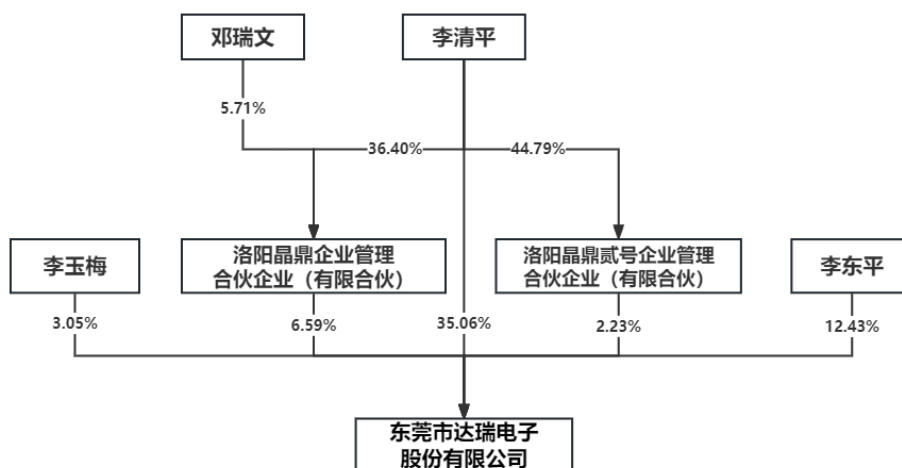 邓瑞文
李清平
5.71%
36.40%
44.79%
李玉梅
洛阳晶鼎企业管理
合伙企业（有限合伙）
洛阳晶鼎贰号企业管理
合伙企业（有限合伙）
李东平
3.05%
6.59%
35.06%
2.23%
12.43%
东莞市达瑞电子
股份有限公司